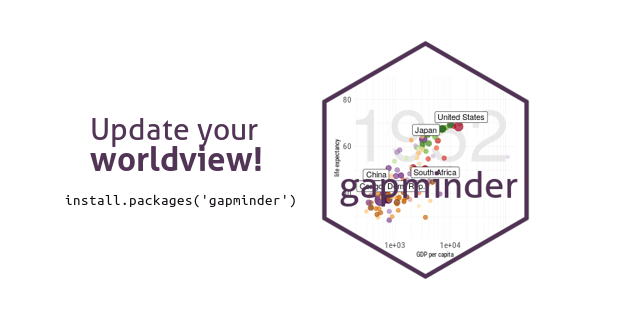 Update your
worldview!
install.packages('gapminder')
1952
80
United States
Japan
60
life expectancy
China
South Africa
Congo, Dem. Rep.
gapminder
1e+03
1e+04
GDP per capita